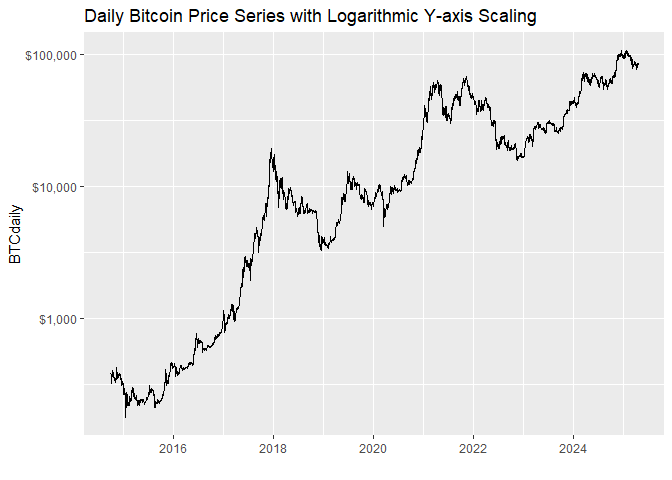 Daily Bitcoin Price Series with Logarithmic Y-axis Scaling
$100,000
$10,000
$1,000
BTCdaily
2016 2018 2020 2022 2024